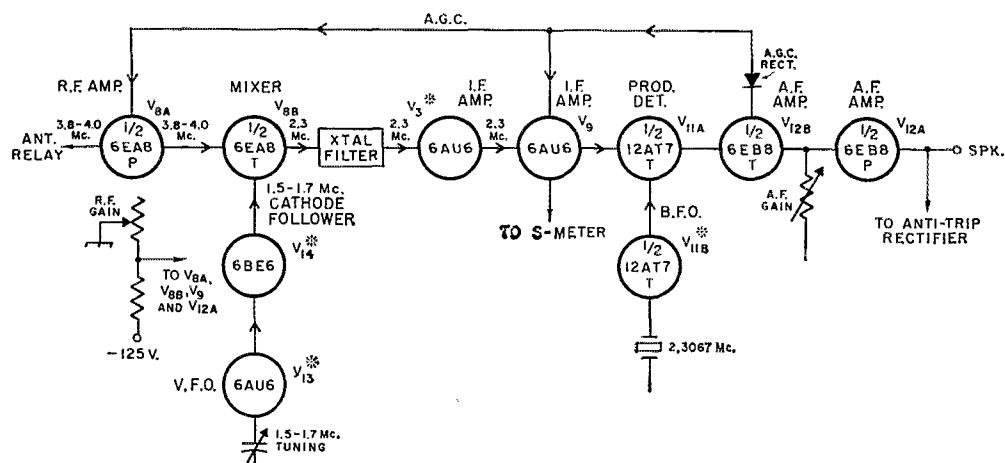 A.G.C.
A.G.C.
RECT.
R.F. AMP.
V8A
MIXER
V8B
V3*
I.F.
AMP.
I.F.
AMP.
V9
PROD.
DET.
V11A
A.F.
AMP.
V12B
A.F.
AMP.
V12A
ANT.
RELAY
3.8-4.0
Mc.
1/2
6EA8
P
3.8-4.0
Mc.
1/2
6EA8
T
2.3
Mc.
XTAL
FILTER
2.3
Mc.
6AU6
2.3
Mc.
6AU6
1/2
12AT7
T
1/2
6EB8
T
1/2
6EB8
P
SPK.
R.F.
GAIN
1.5-1.7 Mc.
CATHODE
FOLLOWER
TO S-METER
B.F.O.
A.F.
GAIN
TO ANTI-TRIP
RECTIFIER
6BE6
V14*
1/2
12AT7
T
V11B*
TO V8A,
V8B, V9
AND V12A
-125 V.
2,3067 Mc.
V.F.O.
6AU6
V13*
1.5-1.7 Mc.
TUNING